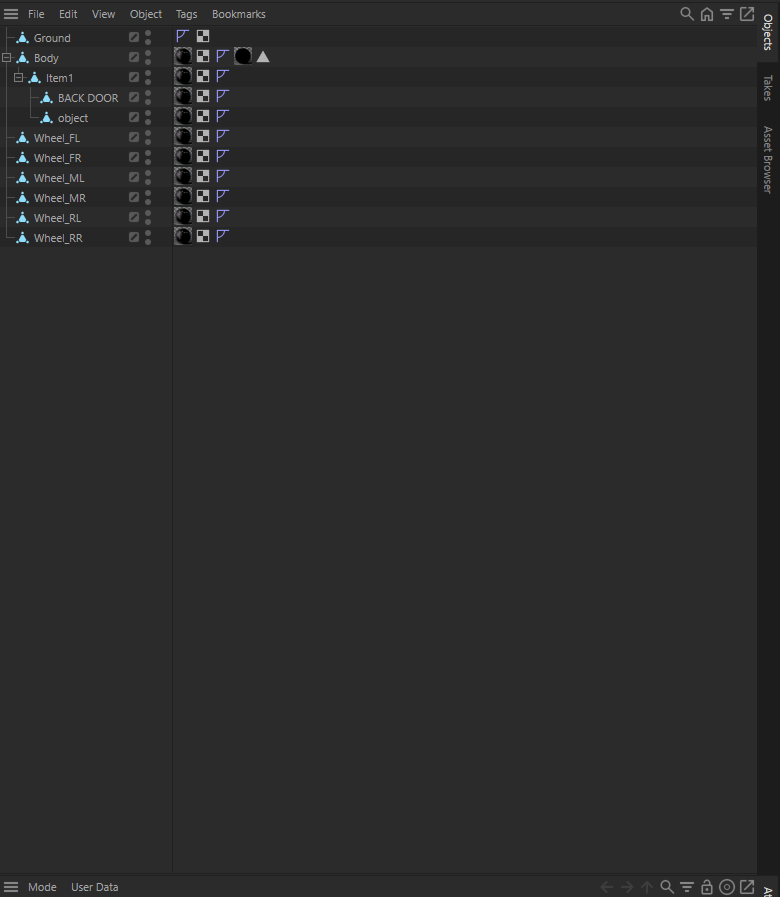 File Edit View Object Tags Bookmarks
Objects
Takes
Asset Browser
Ground
Body
Item1
BACK DOOR
object
Wheel_FL
Wheel_FR
Wheel_ML
Wheel_MR
Wheel_RL
Wheel_RR
Mode User Data
At